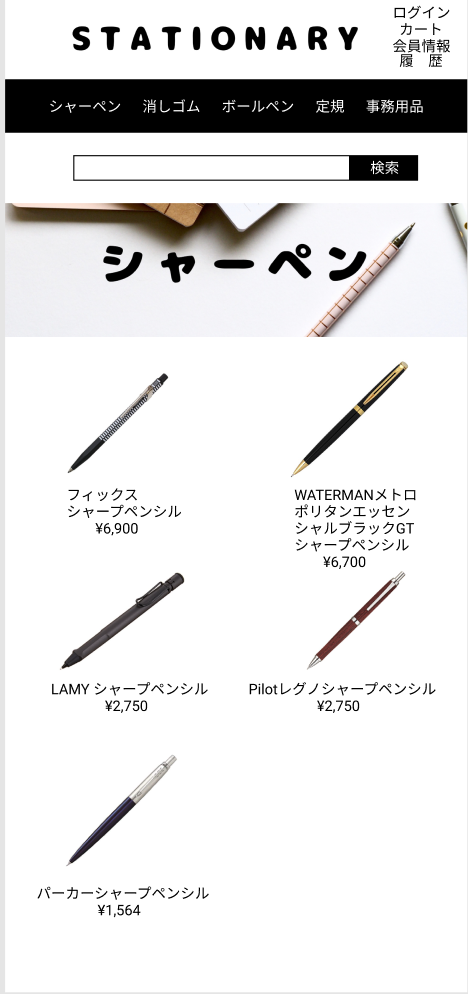 STATIONARY
ログイン
カート
会員情報
履　歴
シャーペン 消しゴム ボールペン 定規 事務用品
検索
シャーペン
フィックス
シャープペンシル
¥6,900
WATERMANメトロ
ポリタンエッセン
シャルブラックGT
シャープペンシル
¥6,700
LAMY シャープペンシル
¥2,750
Pilotレグノシャープペンシル
¥2,750
パーカーシャープペンシル
¥1,564